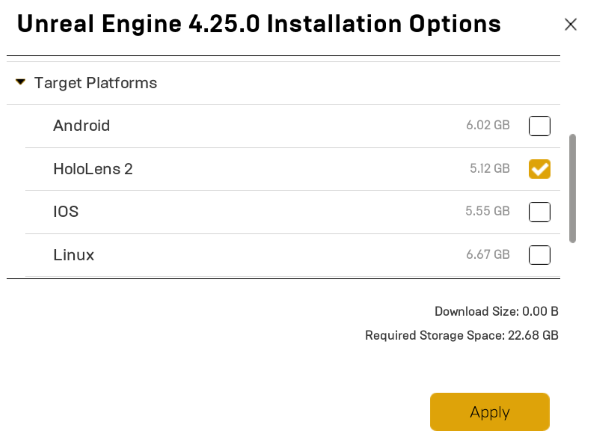 Unreal Engine 4.25.0 Installation Options
Target Platforms
Android 6.02 GB
HoloLens 2 5.12 GB
IOS 5.55 GB
Linux 6.67 GB
Download Size: 0.00 B
Required Storage Space: 22.68 GB
Apply